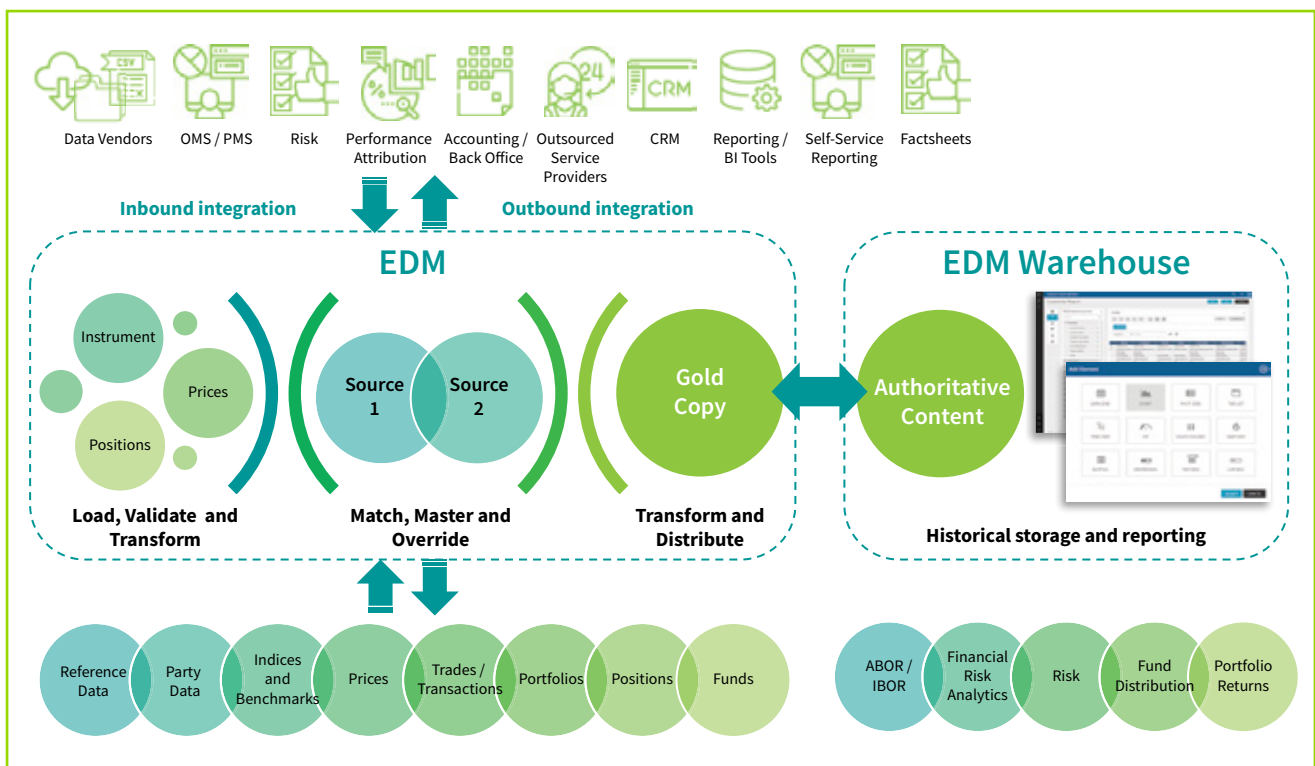 CSV
X
%
24
CRM
Data Vendors
OMS / PMS
Risk
Performance
Attribution
Accounting /
Back Office
Outsourced
Service
Providers
CRM
Reporting /
BI Tools
Self-Service
Reporting
Factsheets
Inbound integration
Outbound integration
EDM
Instrument
Prices
Positions
Load, Validate and
Transform
Source
1
Source
2
Match, Master and
Override
Gold
Copy
Transform and
Distribute
EDM Warehouse
Authoritative
Content
Historical storage and reporting
Reference
Data
Party
Data
Indices
and
Benchmarks
Prices
Trades /
Transactions
Portfolios
Positions
Funds
ABOR /
IBOR
Financial
Risk
Analytics
Risk
Fund
Distribution
Portfolio
Returns